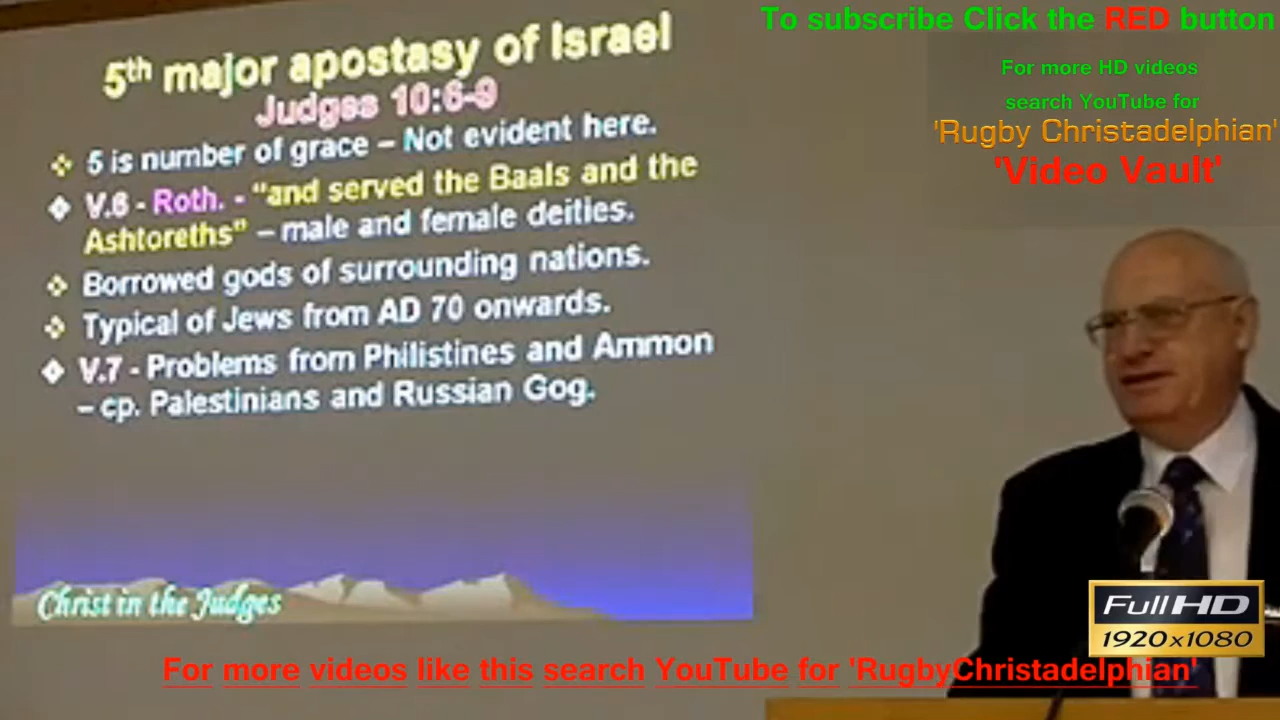 5th major apostasy of Israel
Judges 10:6-9
5 is number of grace – Not evident here.
V.6 - Roth. - "and served the Baals and the
Ashtoreths" – male and female deities.
Borrowed gods of surrounding nations.
Typical of Jews from AD 70 onwards.
V.7 - Problems from Philistines and Ammon
– cp. Palestinians and Russian Gog.
Christ in the Judges
To subscribe Click the RED button
For more HD videos
search YouTube for
'Rugby Christadelphian'
'Video Vault'
Full HD
1920x1080
For more videos like this search YouTube for 'RugbyChristadelphian'